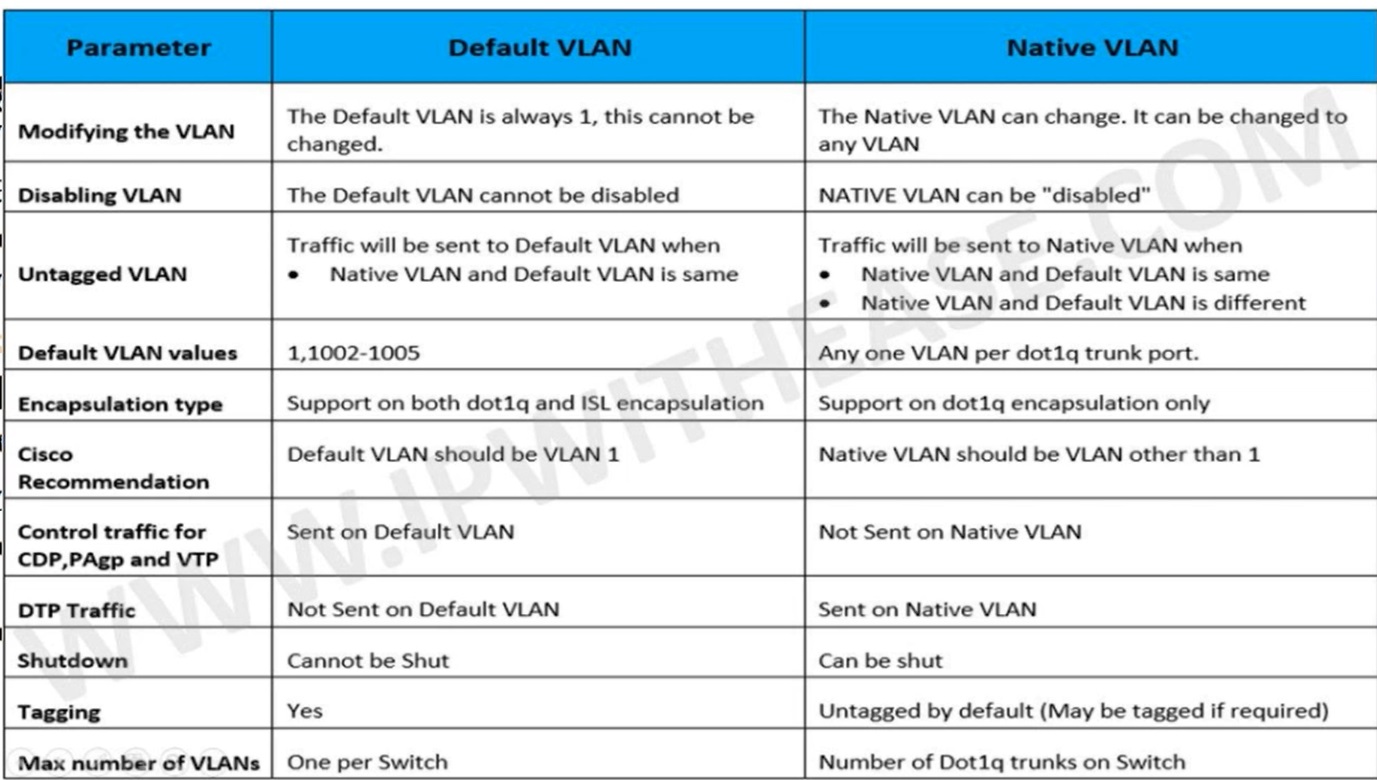 Parameter Default VLAN Native VLAN
Modifying the VLAN
The Default VLAN is always 1, this cannot be
changed.
The Native VLAN can change. It can be changed to
any VLAN
Disabling VLAN
The Default VLAN cannot be disabled
NATIVE VLAN can be "disabled"
Untagged VLAN
Traffic will be sent to Default VLAN when
• Native VLAN and Default VLAN is same
Traffic will be sent to Native VLAN when
• Native VLAN and Default VLAN is same
• Native VLAN and Default VLAN is different
Default VLAN values
1,1002-1005
Any one VLAN per dot1q trunk port.
Encapsulation type
Support on both dot1q and ISL encapsulation
Support on dot1q encapsulation only
Cisco
Recommendation
Default VLAN should be VLAN 1
Native VLAN should be VLAN other than 1
Control traffic for
CDP,PAgp and VTP
Sent on Default VLAN
Not Sent on Native VLAN
DTP Traffic
Not Sent on Default VLAN
Sent on Native VLAN
Shutdown
Cannot be Shut
Can be shut
Tagging
Yes
Untagged by default (May be tagged if required)
Max number of VLANs
One per Switch
Number of Dot1q trunks on Switch
WWW.IPWITHEASE.COM